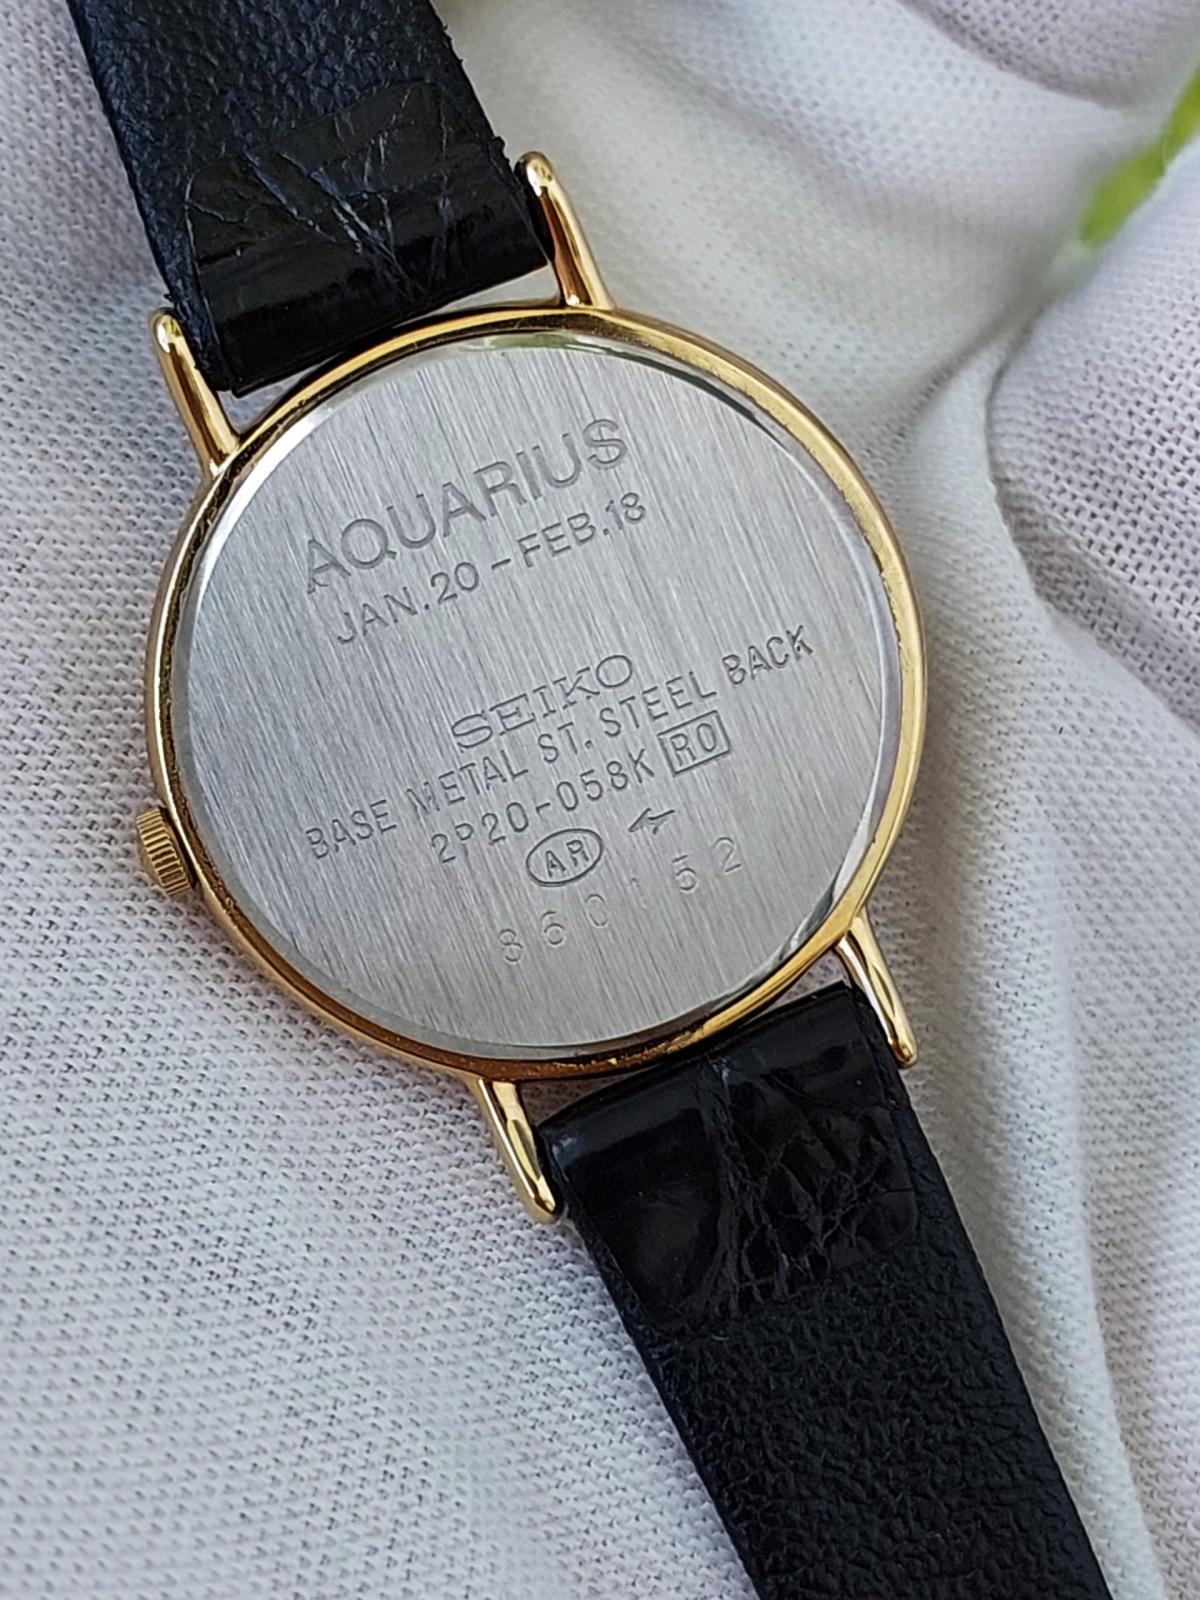 AQUARIUS
JAN.20-FEB.18
SEIKO
BASE METAL ST.STEEL BACK
2P20-058K RO
AR
860152